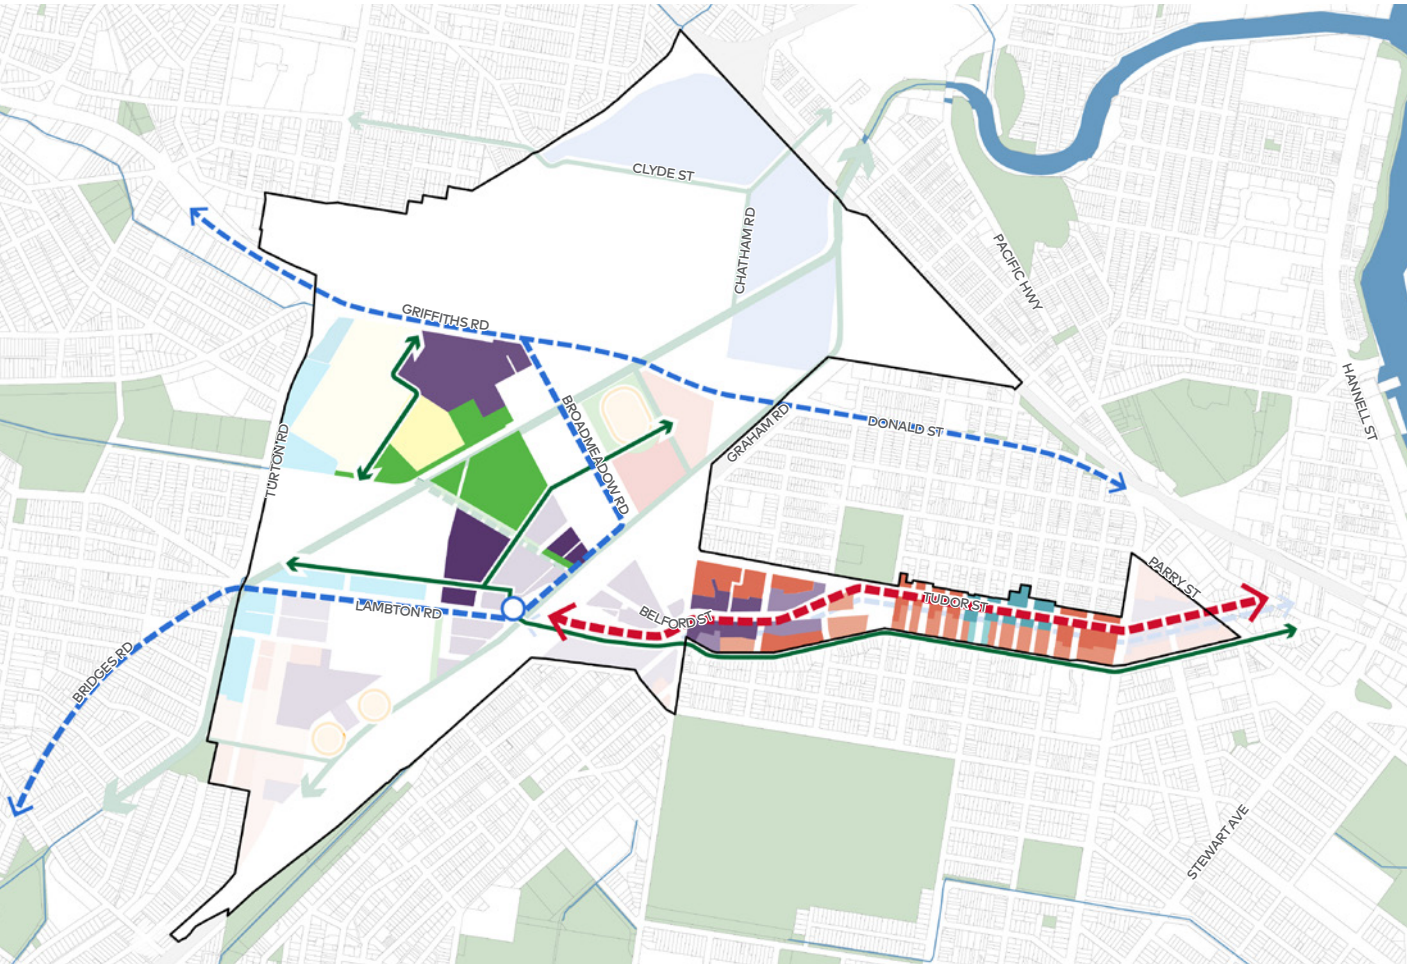 CLYDE ST
CHATHAM RD
PACIFIC HWY
GRIFFITHS RD
HANNELL ST
BROADMEADOW RD
GRAHAM RD
DONALD ST
TURTON RD
PARRY ST
TUDOR ST
LAMBTON RD
BELFORD ST
BRIDGES RD
STEWART AVE